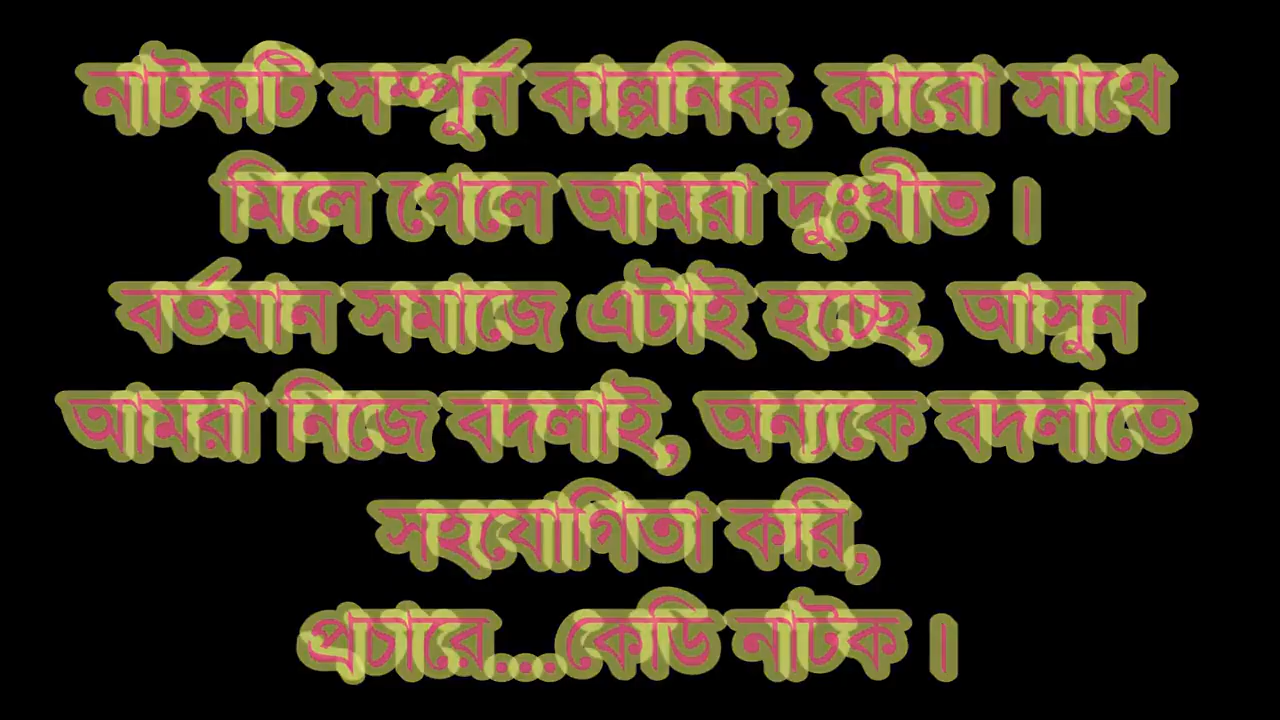 নাটকটি সম্পুর্ন কাল্পনিক, কারো সাথে
মিলে গেলে আমরা দুঃখীত ।
বর্তমান সমাজে এটাই হচ্ছে, আসুন
আমরা নিজে বদলাই, অন্যকে বদলাতে
সহযোগিতা করি,
প্রচারে...কেডি নাটক ।